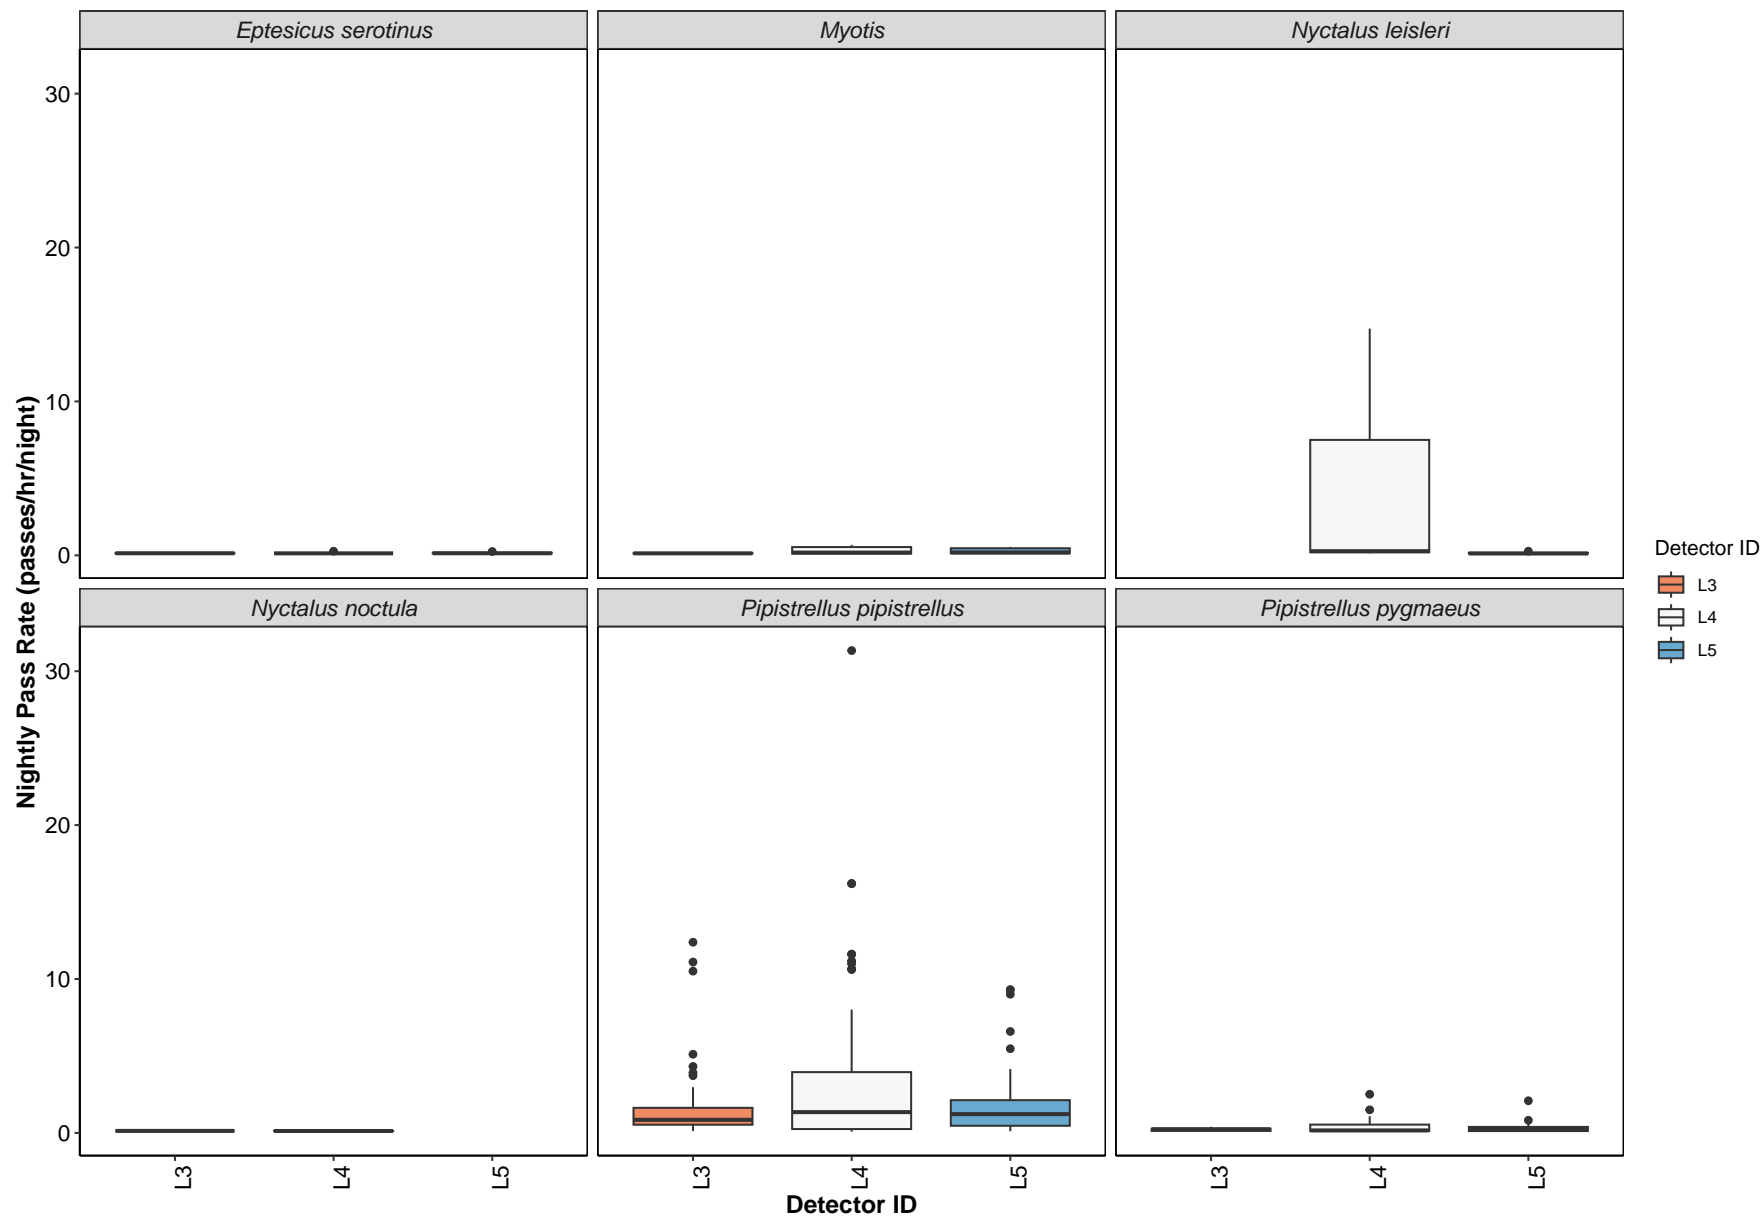 Eptesicus serotinus
Myotis
Nyctalus leisleri
30
20
10
0
Nyctalus noctula
Pipistrellus pipistrellus
Pipistrellus pygmaeus
30
20
10
0
L3
L4
L5
L3
L4
L5
L3
L4
L5
Detector ID
Nightly Pass Rate (passes/hr/night)
Detector ID
L3
L4
L5